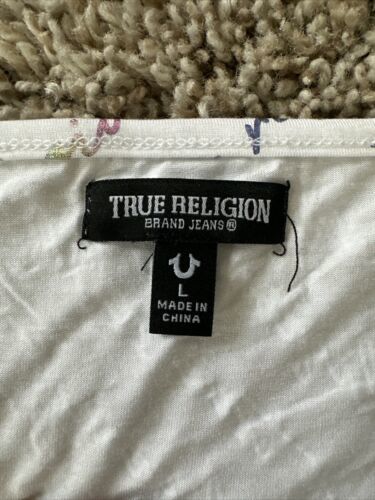 TRUE RELIGION
BRAND JEANS®
L
MADE IN
CHINA